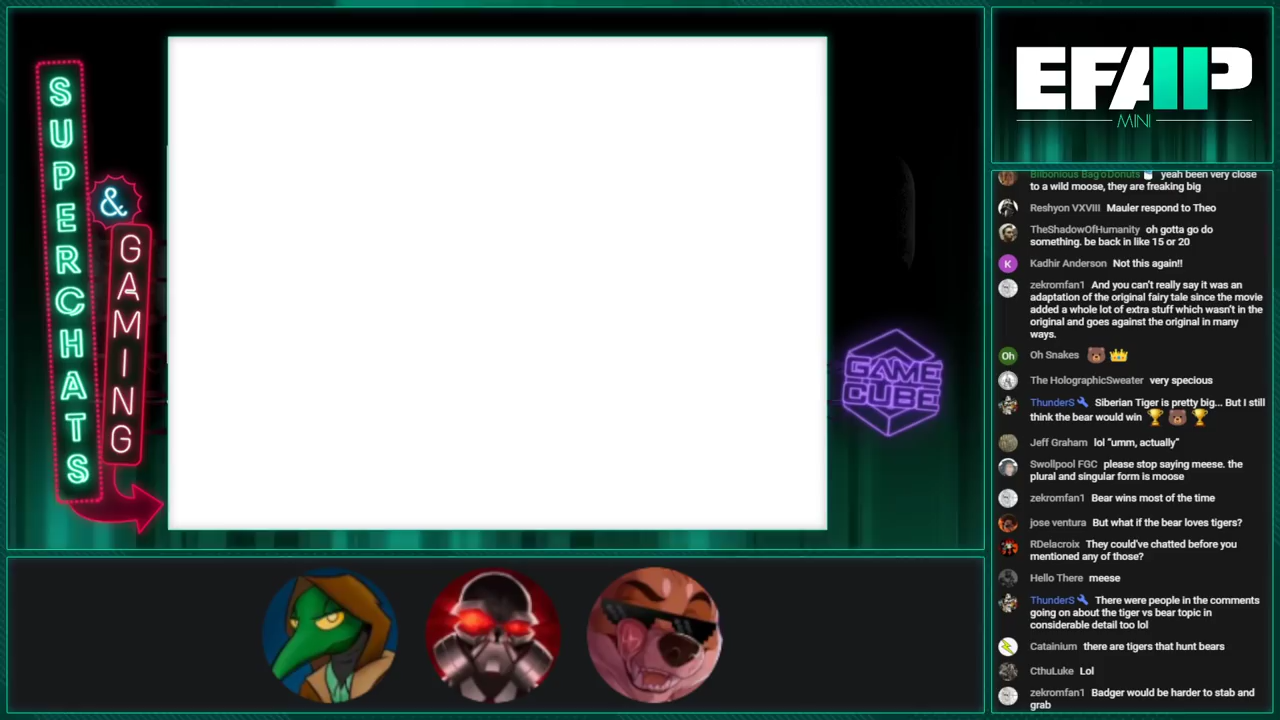 SUPERCHATS
&
GAMING
GAME
CUBE
EFAP
MINI
Bilbonious Bag o Donuts yeah been very close
to a wild moose, they are freaking big
Reshyon VXVIII Mauler respond to Theo
TheShadowOfHumanity oh gotta go do
something. be back in like 15 or 20
K Kadhir Anderson Not this again!!
zekromfan1 And you can't really say it was an
adaptation of the original fairy tale since the movie
added a whole lot of extra stuff which wasn't in the
original and goes against the original in many
ways.
Oh Oh Snakes 🐻 👑
The HolographicSweater very specious
ThunderS 🔧 Siberian Tiger is pretty big... But I still
think the bear would win 🏆 🐻 🏆
Jeff Graham lol "umm, actually"
Swollpool FGC please stop saying meese. the
plural and singular form is moose
zekromfan1 Bear wins most of the time
jose ventura But what if the bear loves tigers?
RDelacroix They could've chatted before you
mentioned any of those?
Hello There meese
ThunderS 🔧 There were people in the comments
going on about the tiger vs bear topic in
considerable detail too lol
Catainium there are tigers that hunt bears
CthuLuke Lol
zekromfan1 Badger would be harder to stab and
grab